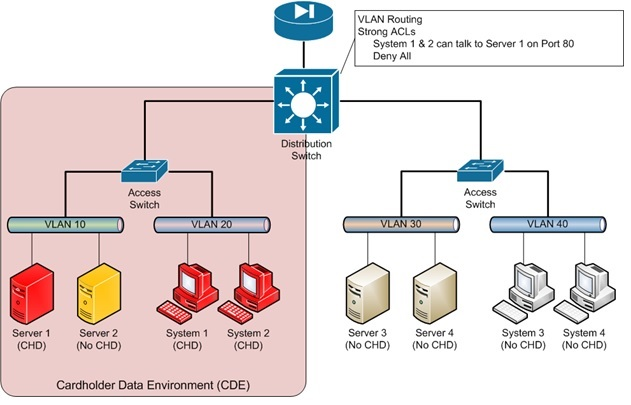 VLAN Routing
Strong ACLs
System 1 & 2 can talk to Server 1 on Port 80
Deny All
Distribution
Switch
Access
Switch
Access
Switch
VLAN 10
VLAN 20
VLAN 30
VLAN 40
Server 1
(CHD)
Server 2
(No CHD)
System 1
(CHD)
System 2
(CHD)
Server 3
(No CHD)
Server 4
(No CHD)
System 3
(No CHD)
System 4
(No CHD)
Cardholder Data Environment (CDE)